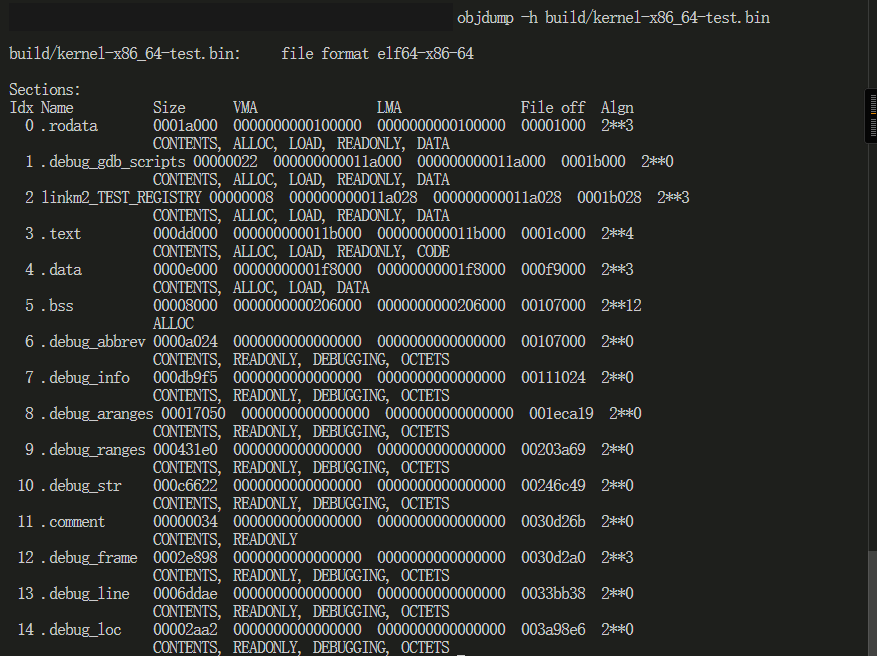 objdump -h build/kernel-x86_64-test.bin
build/kernel-x86_64-test.bin:     file format elf64-x86-64
Sections:
Idx Name          Size      VMA               LMA               File off  Algn
  0 .rodata       0001a000  0000000000100000  0000000000100000  00001000  2**3
                  CONTENTS, ALLOC, LOAD, READONLY, DATA
  1 .debug_gdb_scripts 00000022  000000000011a000  000000000011a000  0001b000  2**0
                  CONTENTS, ALLOC, LOAD, READONLY, DATA
  2 linkm2_TEST_REGISTRY 00000008  000000000011a028  000000000011a028  0001b028  2**3
                  CONTENTS, ALLOC, LOAD, READONLY, DATA
  3 .text         000dd000  000000000011b000  000000000011b000  0001c000  2**4
                  CONTENTS, ALLOC, LOAD, READONLY, CODE
  4 .data         0000e000  00000000001f8000  00000000001f8000  000f9000  2**3
                  CONTENTS, ALLOC, LOAD, DATA
  5 .bss          00008000  0000000000206000  0000000000206000  00107000  2**12
                  ALLOC
  6 .debug_abbrev 0000a024  0000000000000000  0000000000000000  00107000  2**0
                  CONTENTS, READONLY, DEBUGGING, OCTETS
  7 .debug_info   000db9f5  0000000000000000  0000000000000000  00111024  2**0
                  CONTENTS, READONLY, DEBUGGING, OCTETS
  8 .debug_aranges 00017050  0000000000000000  0000000000000000  001eca19  2**0
                  CONTENTS, READONLY, DEBUGGING, OCTETS
  9 .debug_ranges 000431e0  0000000000000000  0000000000000000  00203a69  2**0
                  CONTENTS, READONLY, DEBUGGING, OCTETS
 10 .debug_str    000c6622  0000000000000000  0000000000000000  00246c49  2**0
                  CONTENTS, READONLY, DEBUGGING, OCTETS
 11 .comment      00000034  0000000000000000  0000000000000000  0030d26b  2**0
                  CONTENTS, READONLY
 12 .debug_frame  0002e898  0000000000000000  0000000000000000  0030d2a0  2**3
                  CONTENTS, READONLY, DEBUGGING, OCTETS
 13 .debug_line   0006ddae  0000000000000000  0000000000000000  0033bb38  2**0
                  CONTENTS, READONLY, DEBUGGING, OCTETS
 14 .debug_loc    00002aa2  0000000000000000  0000000000000000  003a98e6  2**0
                  CONTENTS, READONLY, DEBUGGING, OCTETS